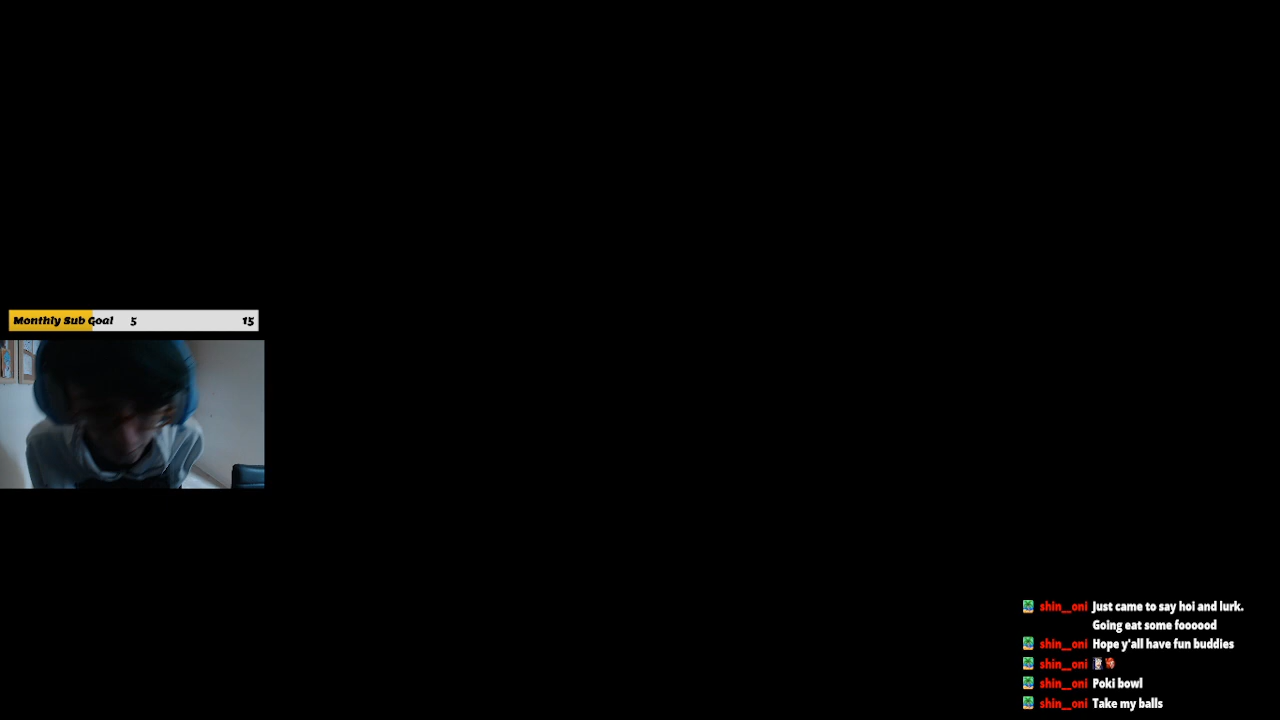 Monthly Sub Goal 5 15
shin__oni Just came to say hoi and lurk.
Going eat some foooood
shin__oni Hope y'all have fun buddies
shin__oni
shin__oni Poki bowl
shin__oni Take my balls